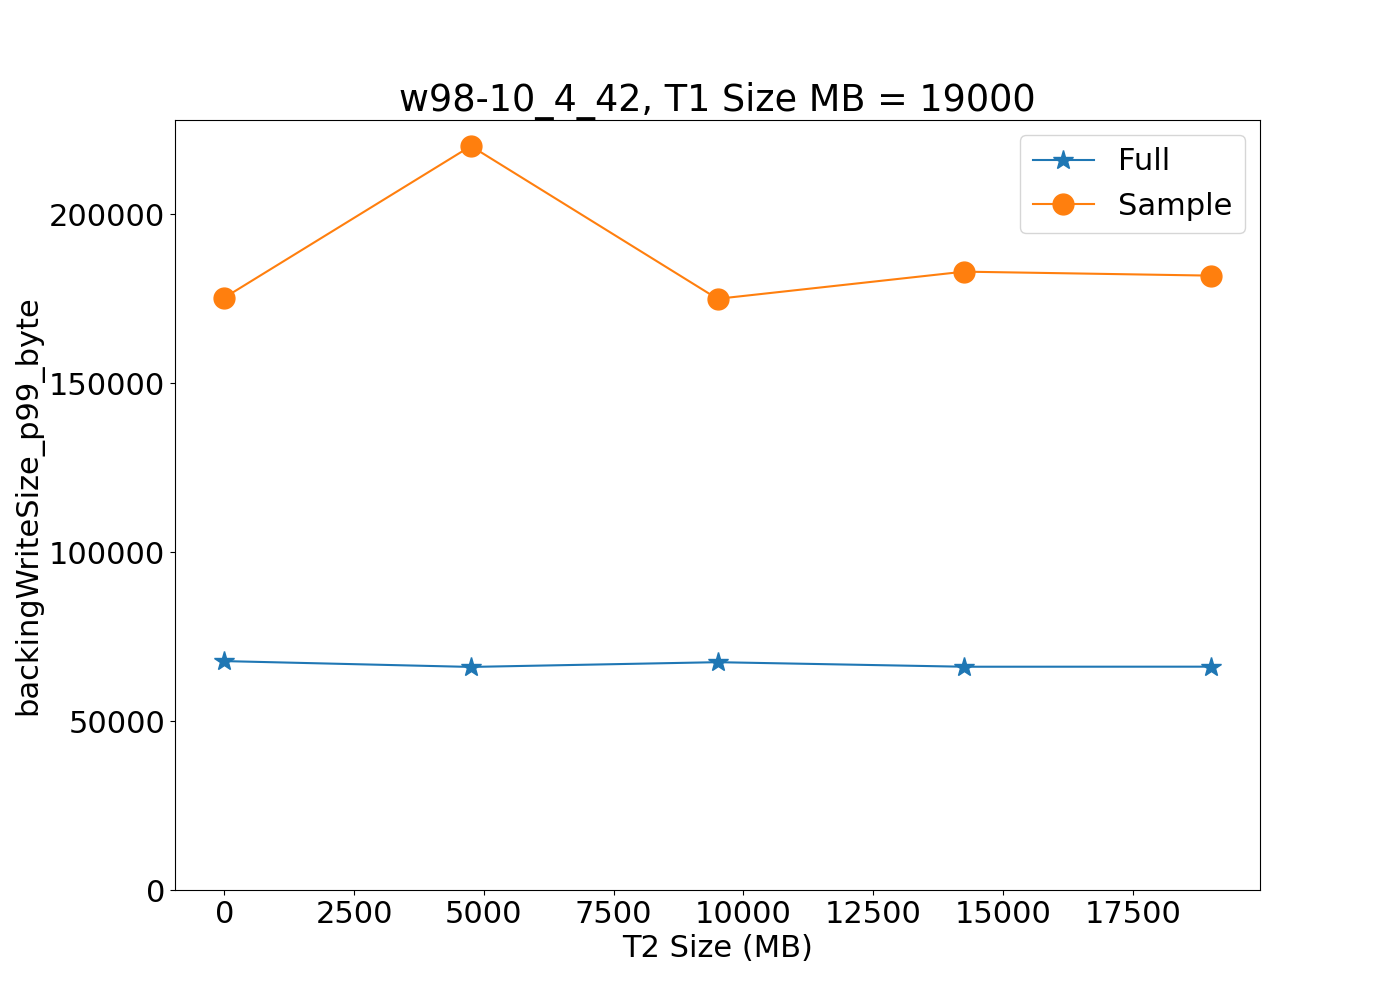 w98-10_4_42, T1 Size MB = 19000
Full
Sample
backingWriteSize_p99_byte
200000
150000
100000
50000
0
0 2500 5000 7500 10000 12500 15000 17500
T2 Size (MB)